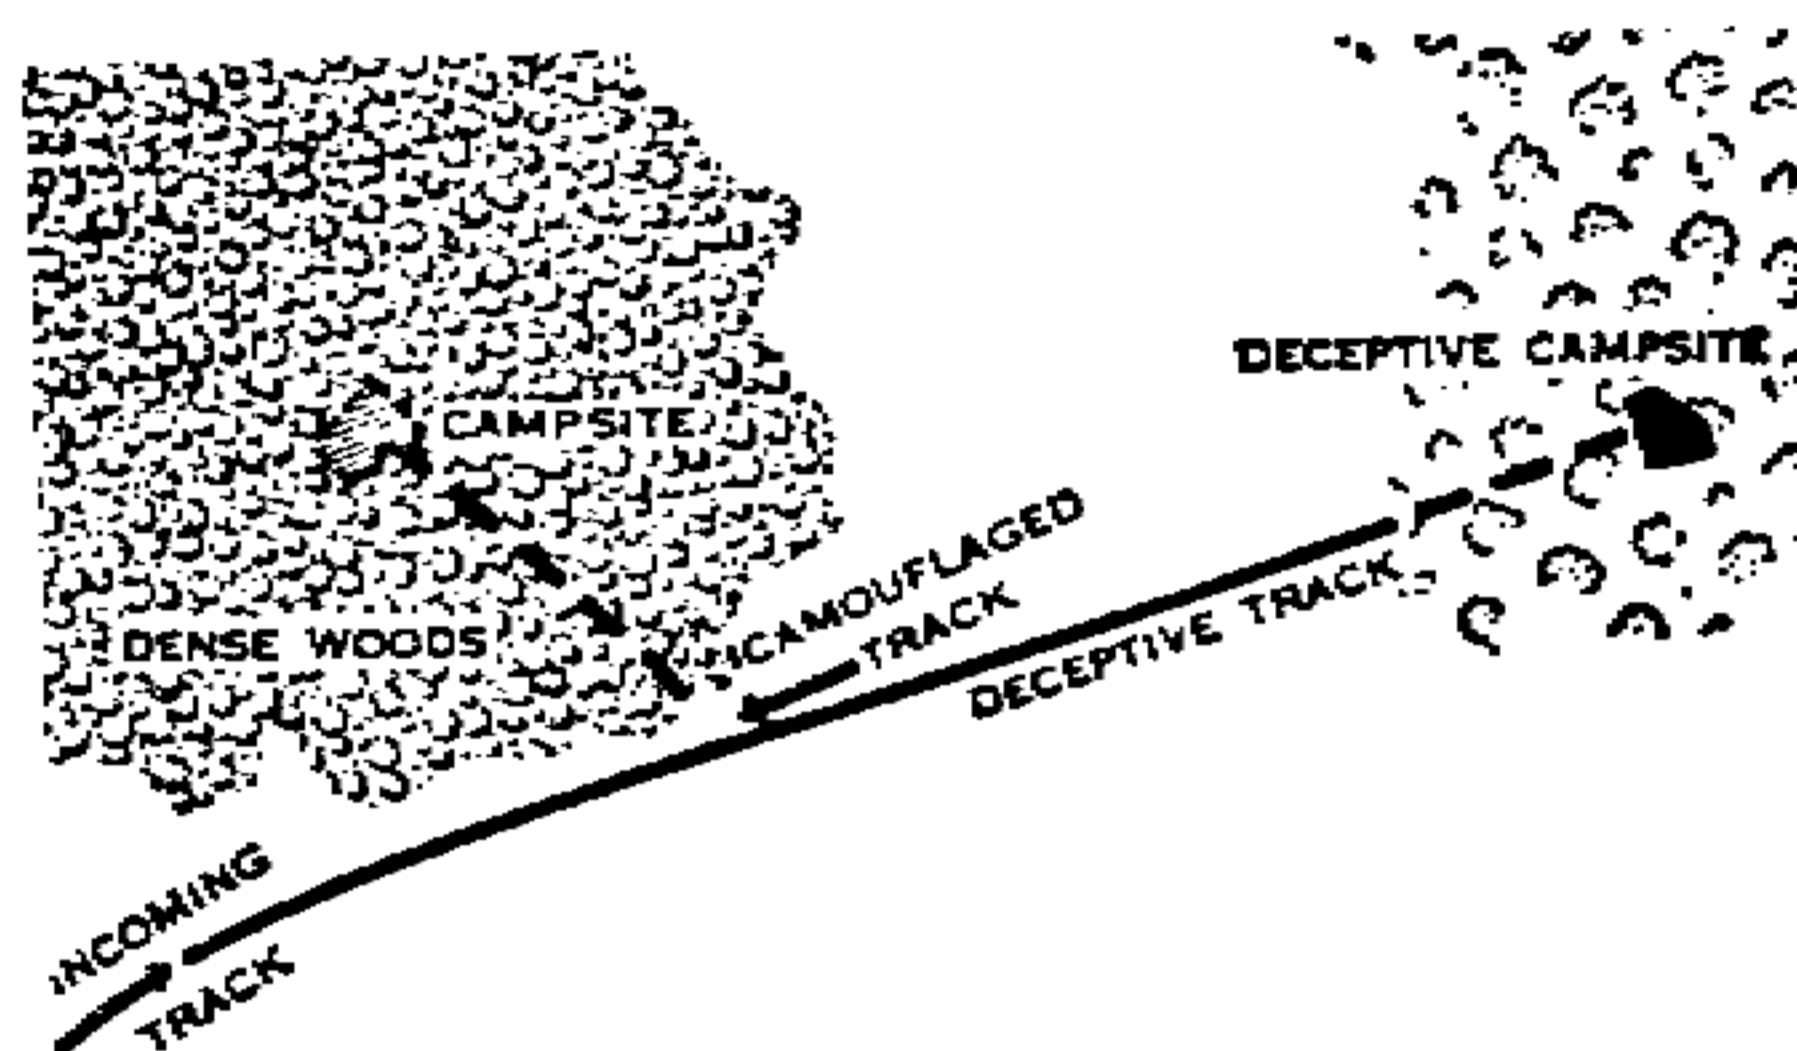 DECEPTIVE CAMPSITE
CAMPSITE
DENSE WOODS
CAMOUFLAGED
TRACK
DECEPTIVE TRACK
INCOMING
TRACK